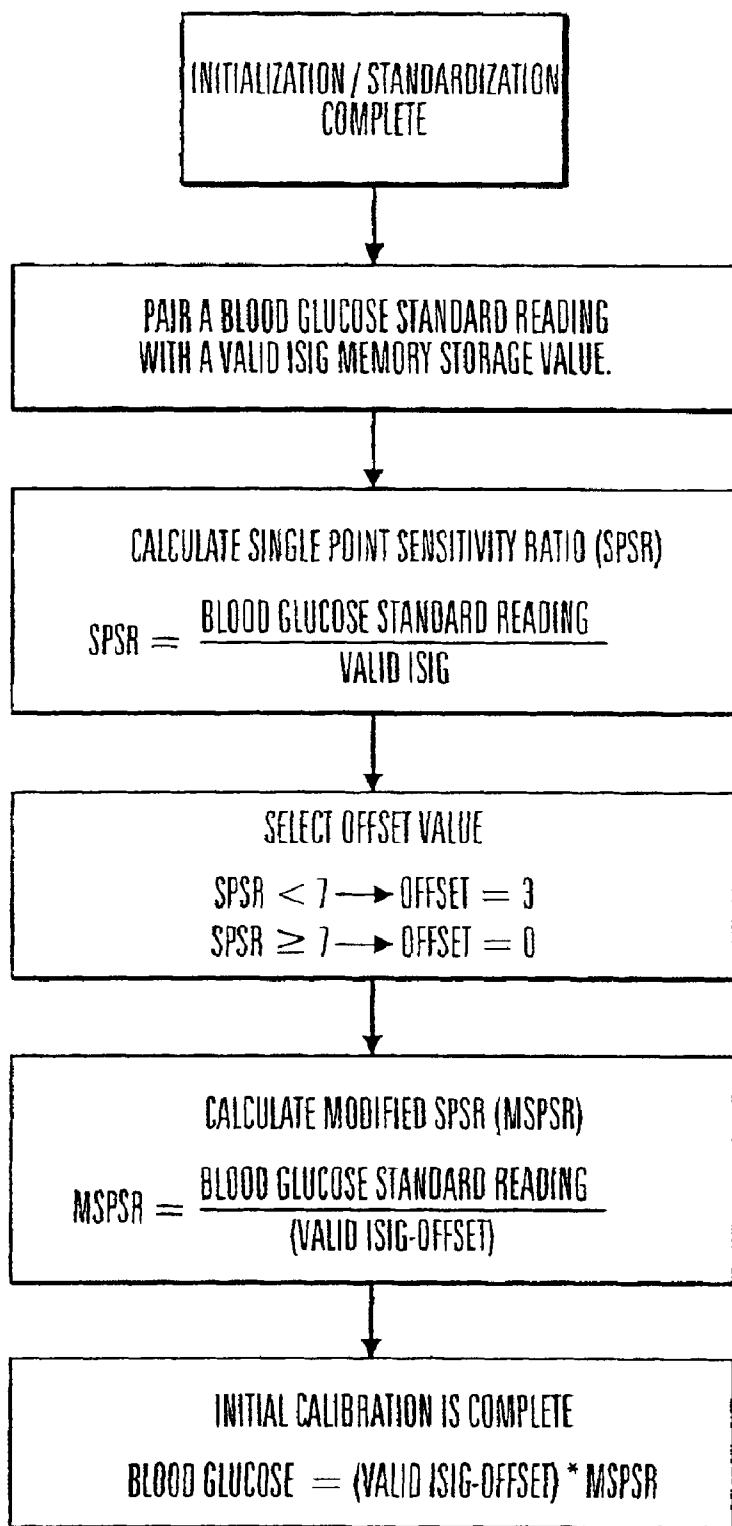 INITIALIZATION / STANDARDIZATION
COMPLETE
PAIR A BLOOD GLUCOSE STANDARD READING
WITH A VALID ISIG MEMORY STORAGE VALUE.
CALCULATE SINGLE POINT SENSITIVITY RATIO (SPSR)
SPSR = BLOOD GLUCOSE STANDARD READING
VALID ISIG
SELECT OFFSET VALUE
SPSR < 7 → OFFSET = 3
SPSR ≥ 7 → OFFSET = 0
CALCULATE MODIFIED SPSR (MSPSR)
MSPSR = BLOOD GLUCOSE STANDARD READING
(VALID ISIG-OFFSET)
INITIAL CALIBRATION IS COMPLETE
BLOOD GLUCOSE = (VALID ISIG-OFFSET) * MSPSR